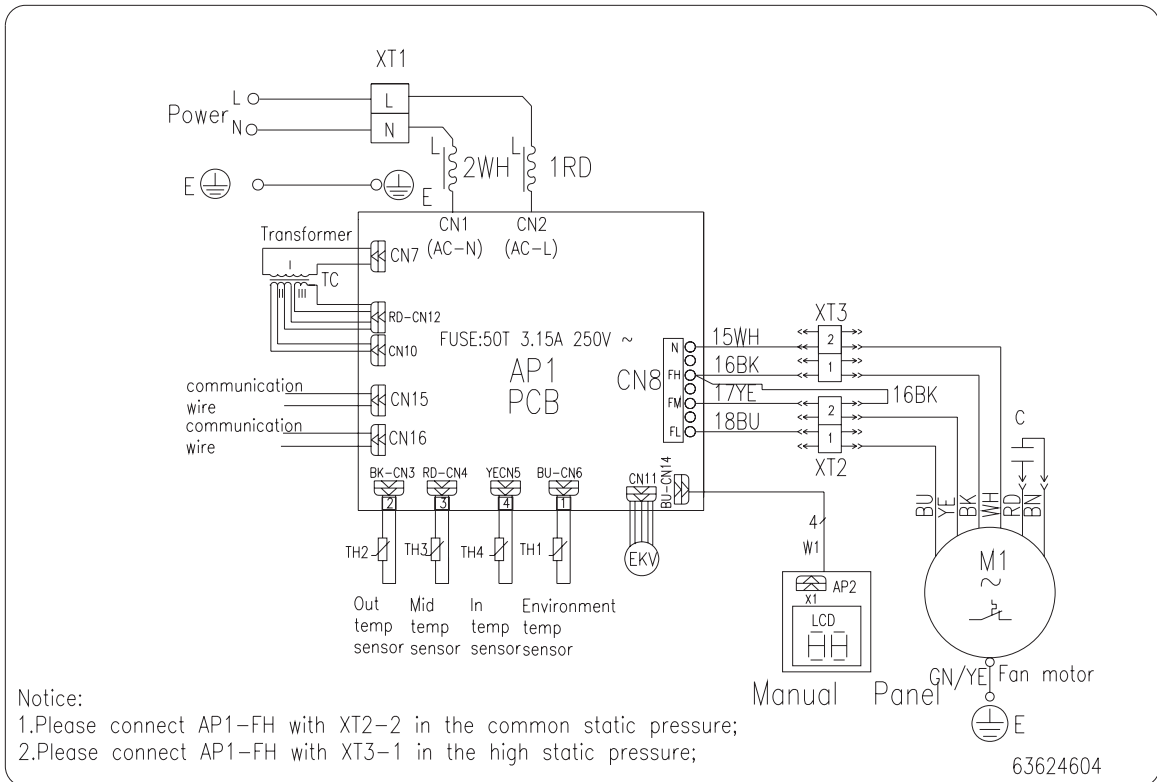 XT1
L
L
Power
N
N
L
L
2WH
1RD
E
E
CN1
(AC-N)
CN2
(AC-L)
Transformer
CN7
I
TC
II
III
RD-CN12
CN10
FUSE:50T 3.15A 250V ~
AP1
PCB
communication
wire
CN15
communication
wire
CN16
CN8
N
FH
FM
FL
15WH
16BK
17YE
18BU
16BK
XT3
2
1
2
1
XT2
C
BK-CN3
RD-CN4
YECN5
BU-CN6
CN11
BU-CN14
2
3
4
1
TH2
TH3
TH4
TH1
EKV
4
W1
BU
YE
BK
WH
RD
BN
M1
~
Out
temp
sensor
Mid
temp
sensor
In
temp
sensor
Environment
temp
sensor
AP2
X1
LCD
Manual Panel
GN/YE
Fan motor
E
Notice:
1.Please connect AP1-FH with XT2-2 in the common static pressure;
2.Please connect AP1-FH with XT3-1 in the high static pressure;
63624604